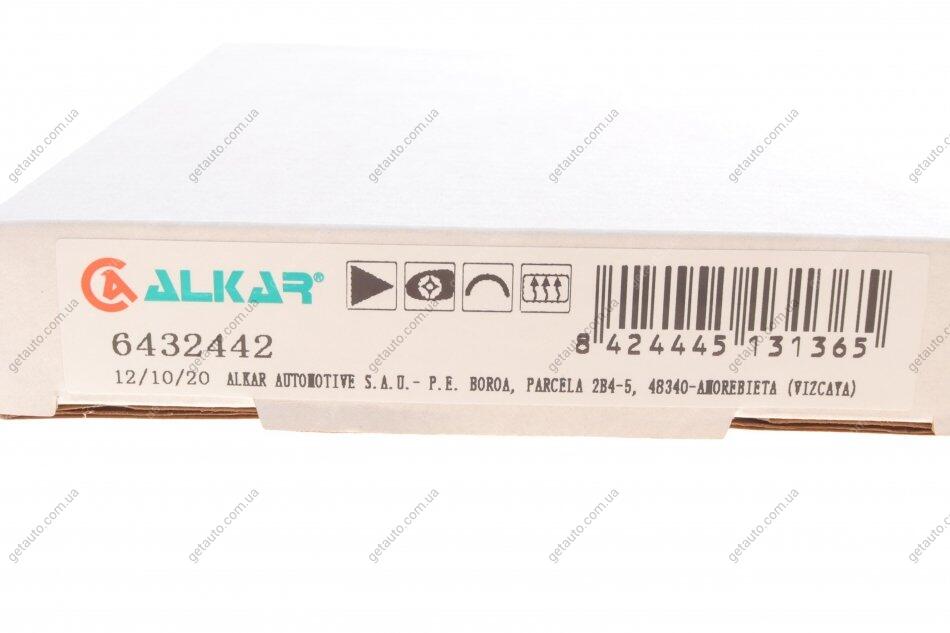 ALKAR®
6432442
8 424445 131365
12/10/20 ALKAR AUTOMOTIVE S.A.U.- P.E. BOROA, PARCELA 2B4-5, 48340-AMOREBIETA (VIZCAYA)
getauto.com.ua